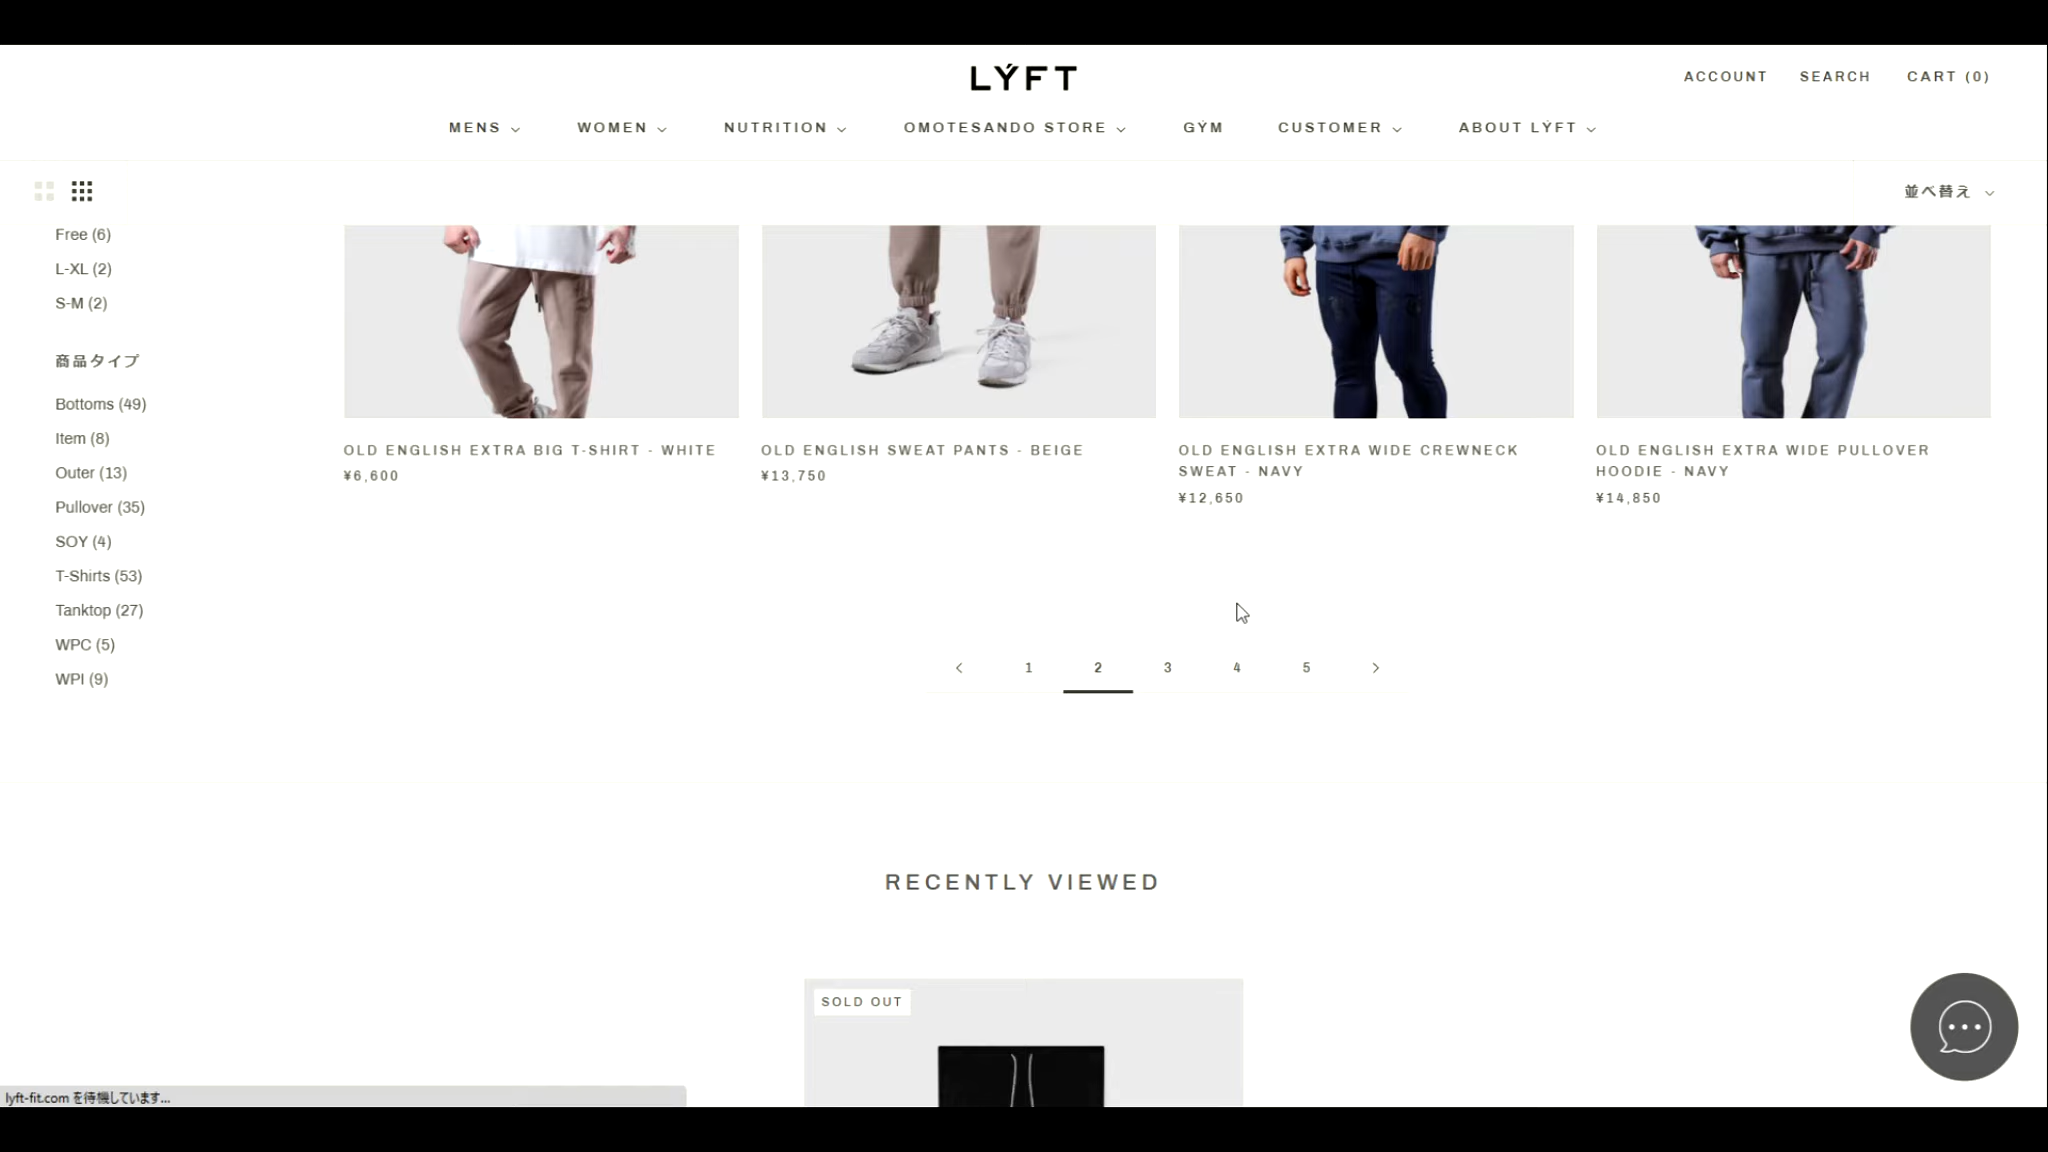 LÝFT
ACCOUNT
SEARCH
CART (0)
MENS
WOMEN
NUTRITION
OMOTESANDO STORE
GÝM
CUSTOMER
ABOUT LÝFT
並べ替え
Free (6)
L-XL (2)
S-M (2)
商品タイプ
Bottoms (49)
Item (8)
Outer (13)
Pullover (35)
SOY (4)
T-Shirts (53)
Tanktop (27)
WPC (5)
WPI (9)
OLD ENGLISH EXTRA BIG T-SHIRT - WHITE
¥6,600
OLD ENGLISH SWEAT PANTS - BEIGE
¥13,750
OLD ENGLISH EXTRA WIDE CREWNECK
SWEAT - NAVY
¥12,650
OLD ENGLISH EXTRA WIDE PULLOVER
HOODIE - NAVY
¥14,850
1 2 3 4 5
RECENTLY VIEWED
SOLD OUT
lyft-fit.com を待機しています...